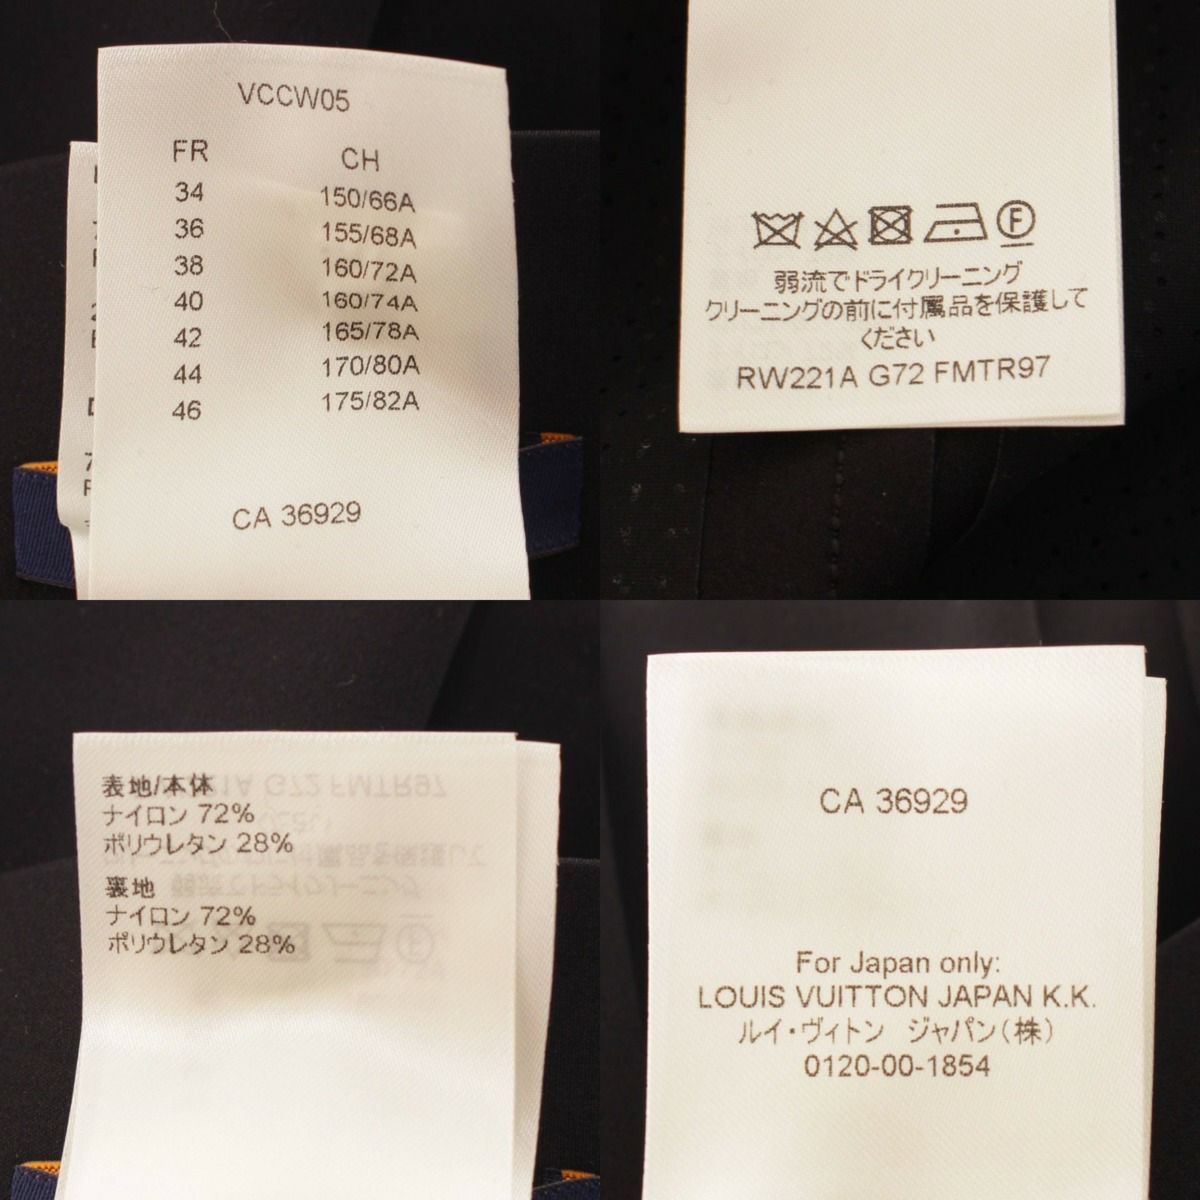 VCCW05
FR CH
34 150/66A
36 155/68A
38 160/72A
40 160/74A
42 165/78A
44 170/80A
46 175/82A
CA 36929
F
弱流でドライクリーニング
クリーニングの前に付属品を保護して
ください
RW221A G72 FMTR97
表地/本体
ナイロン 72%
ポリウレタン 28%
裏地
ナイロン 72%
ポリウレタン 28%
CA 36929
For Japan only:
LOUIS VUITTON JAPAN K.K.
ルイ・ヴィトン ジャパン(株)
0120-00-1854